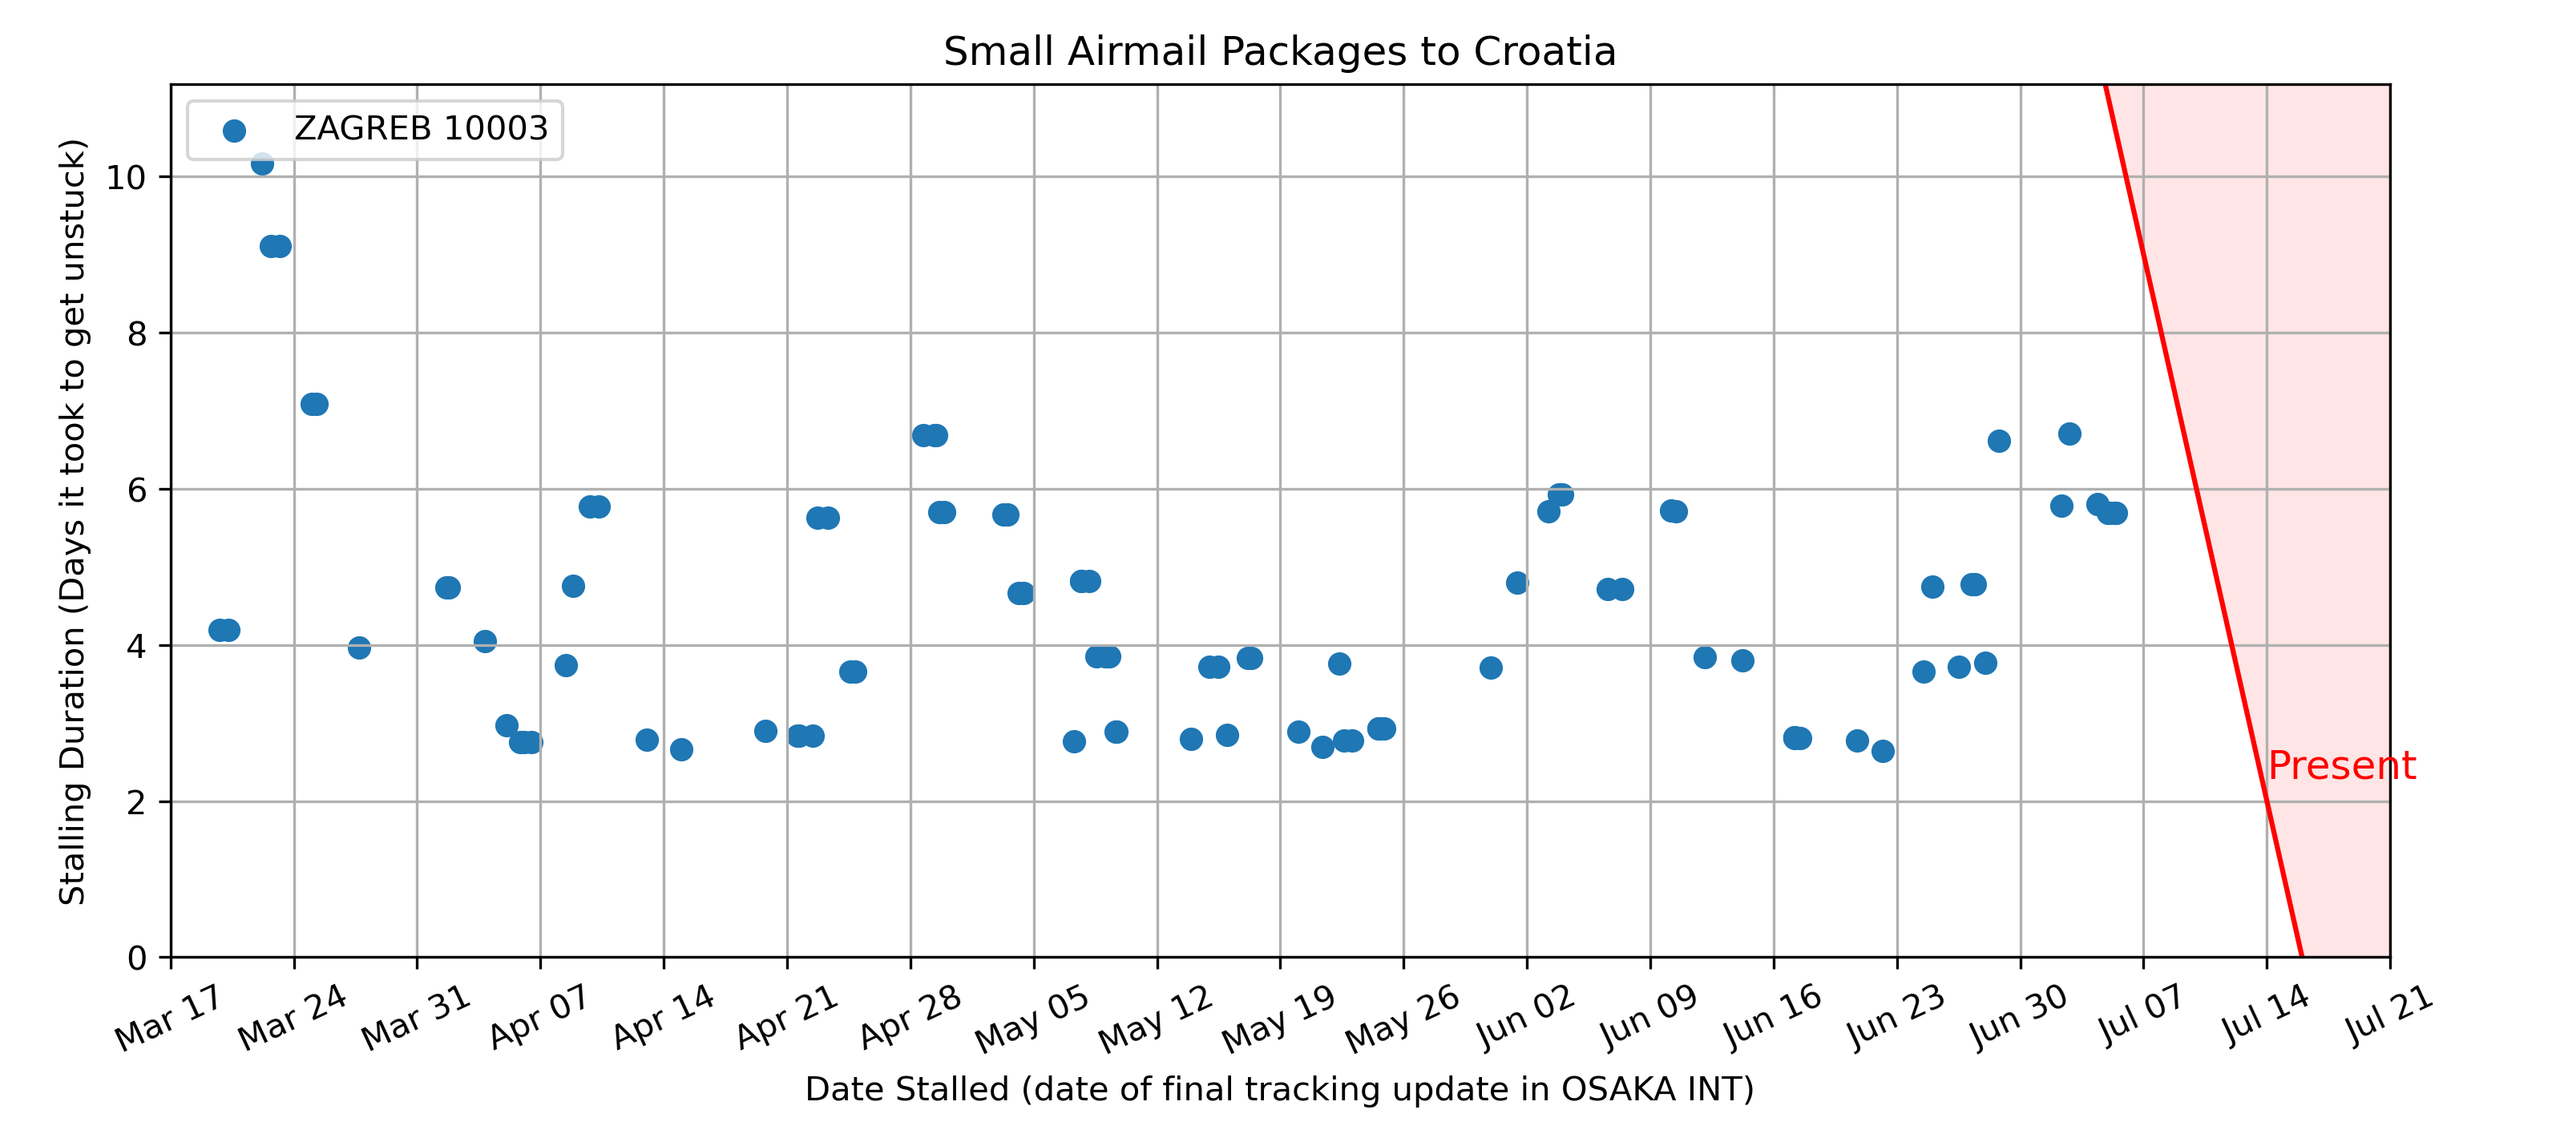 Small Airmail Packages to Croatia
ZAGREB 10003
Stalling Duration (Days it took to get unstuck)
10
8
6
4
2
0
Present
Mar 17
Mar 24
Mar 31
Apr 07
Apr 14
Apr 21
Apr 28
May 05
May 12
May 19
May 26
Jun 02
Jun 09
Jun 16
Jun 23
Jun 30
Jul 07
Jul 14
Jul 21
Date Stalled (date of final tracking update in OSAKA INT)